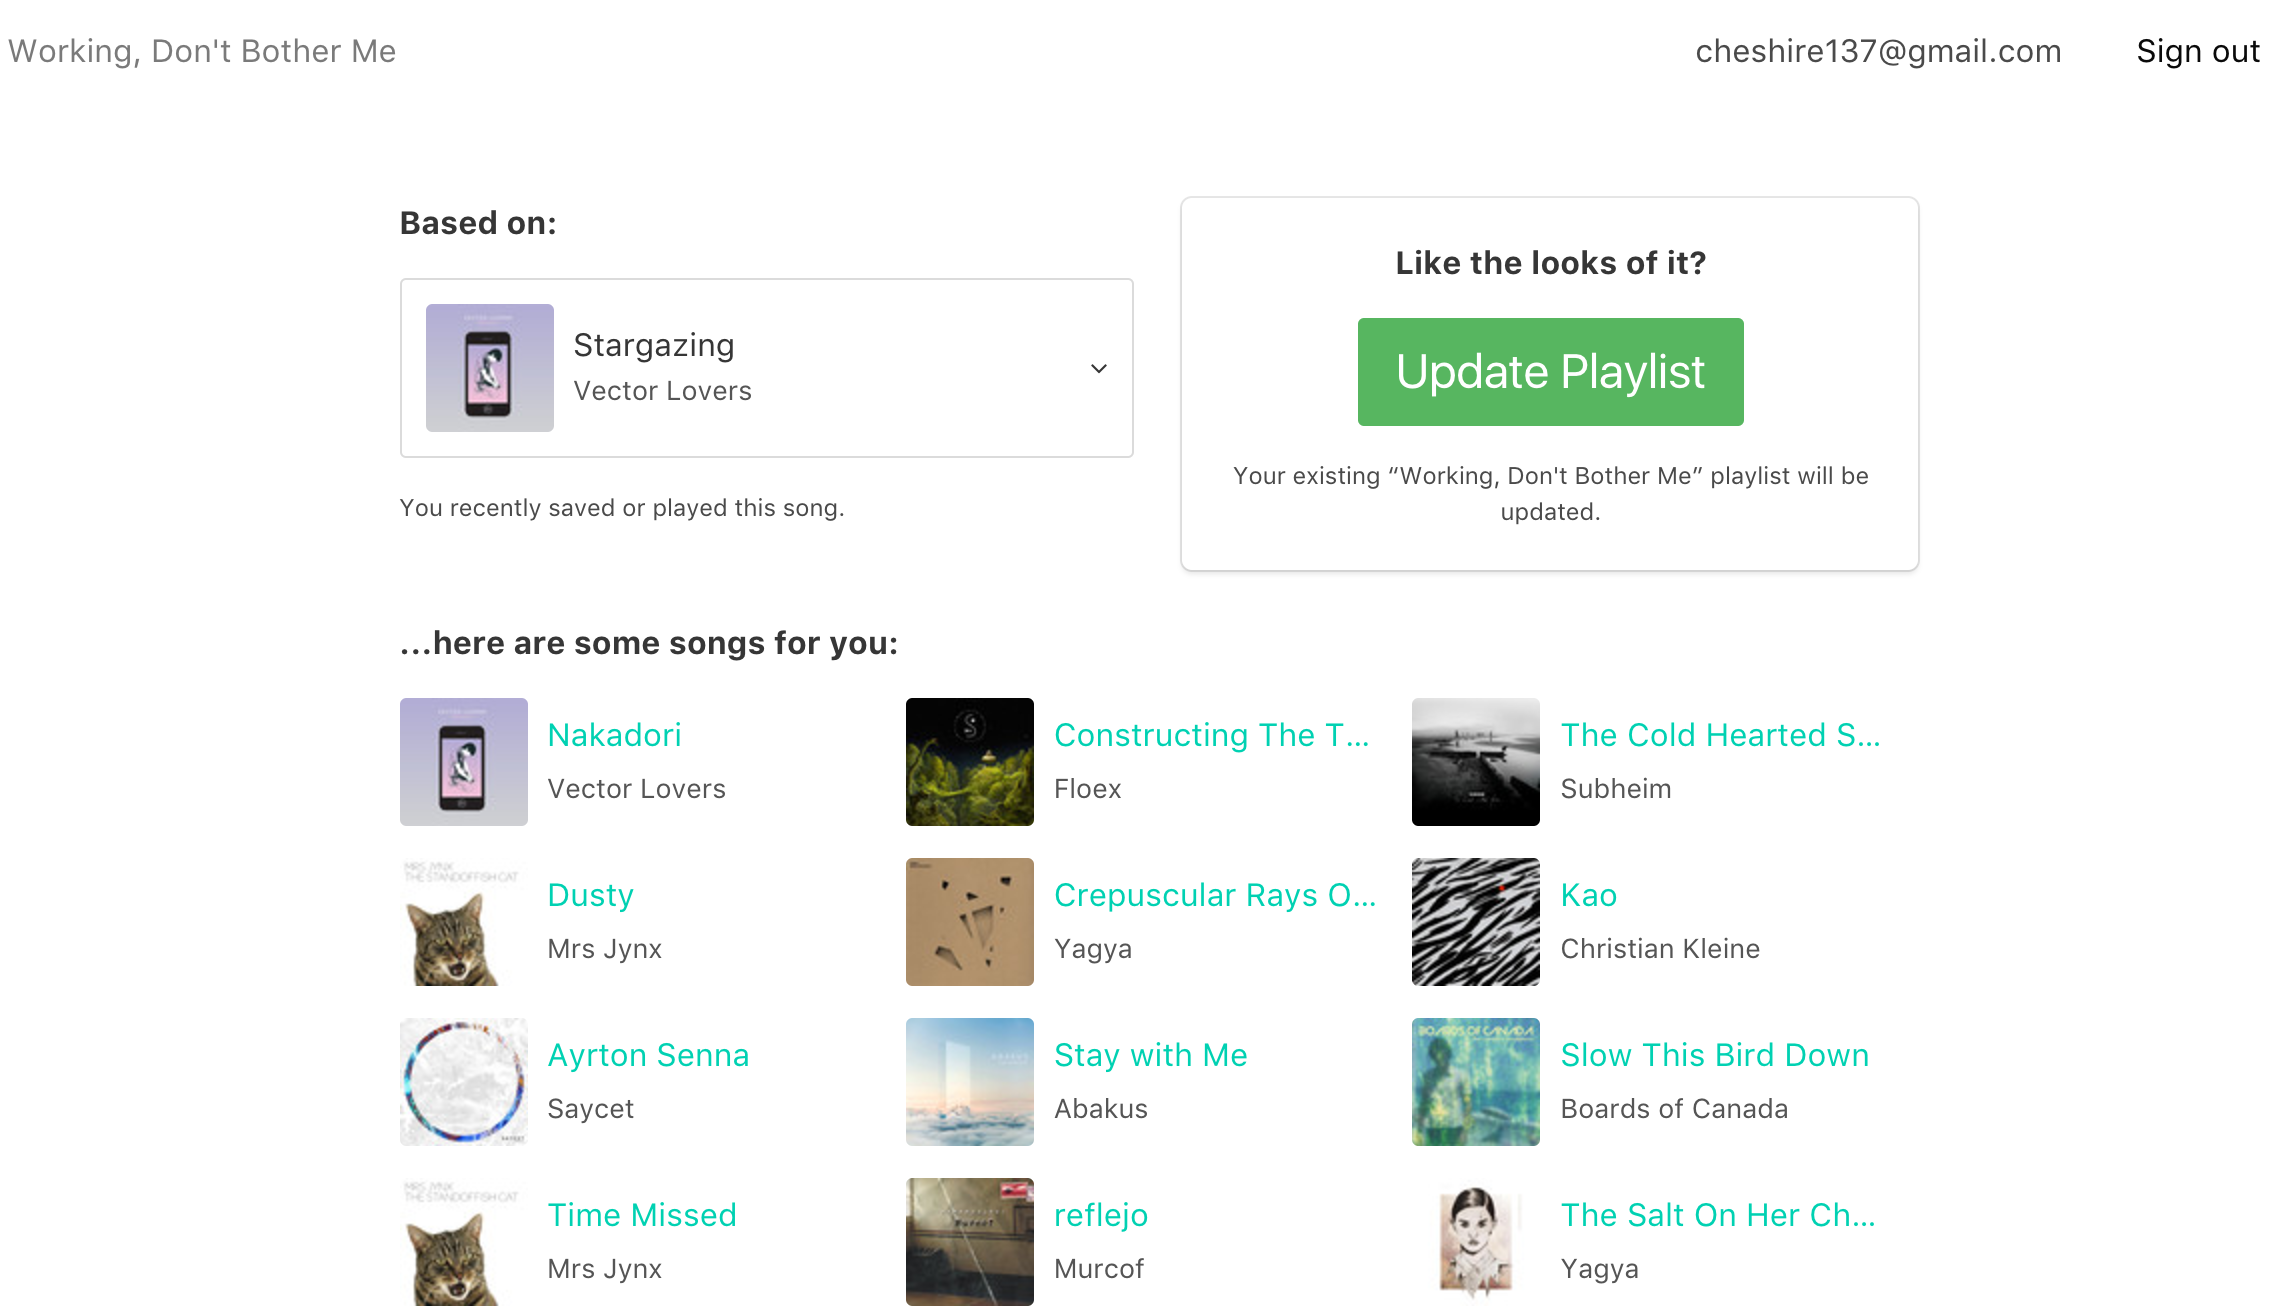 Working, Don't Bother Me
cheshire137@gmail.com
Sign out
Based on:
Stargazing
Vector Lovers
You recently saved or played this song.
Like the looks of it?
Update Playlist
Your existing “Working, Don't Bother Me” playlist will be
updated.
...here are some songs for you:
Nakadori
Vector Lovers
Constructing The T...
Floex
The Cold Hearted S...
Subheim
MRS JYNX
THE STANDOFFISH CAT
Dusty
Mrs Jynx
Crepuscular Rays O...
Yagya
Kao
Christian Kleine
SAYCET
Ayrton Senna
Saycet
Stay with Me
Abakus
BOARDS OF CANADA
Slow This Bird Down
Boards of Canada
MRS JYNX
THE STANDOFFISH CAT
Time Missed
Mrs Jynx
reflejo
Murcof
The Salt On Her Ch...
Yagya